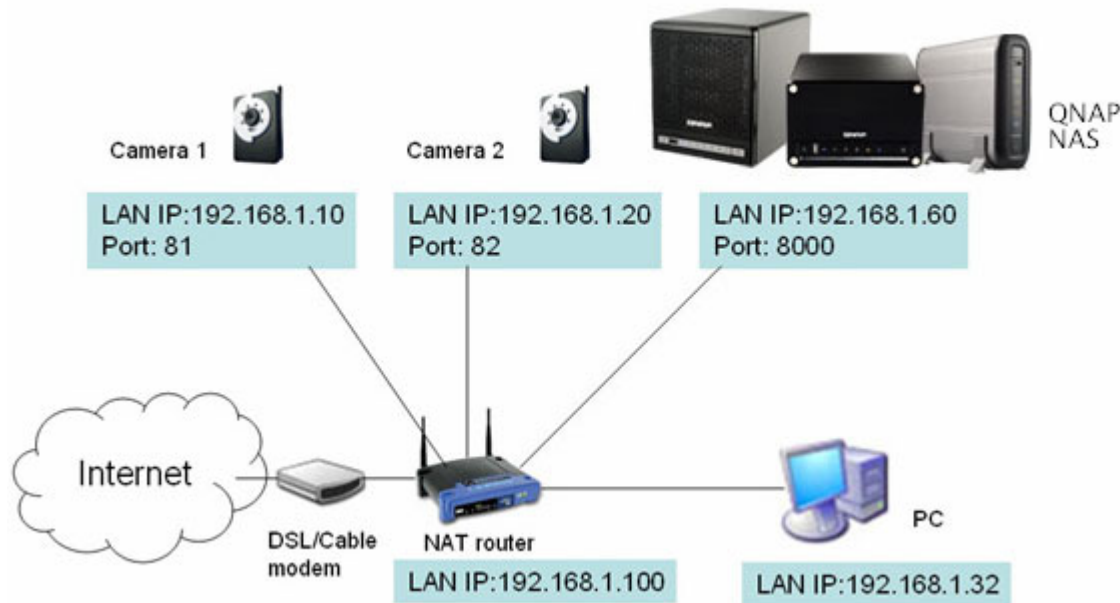 Camera 1
Camera 2
QNAP
NAS
LAN IP:192.168.1.10
Port: 81
LAN IP:192.168.1.20
Port: 82
LAN IP:192.168.1.60
Port: 8000
Internet
DSL/Cable
modem
NAT router
PC
LAN IP:192.168.1.100
LAN IP:192.168.1.32